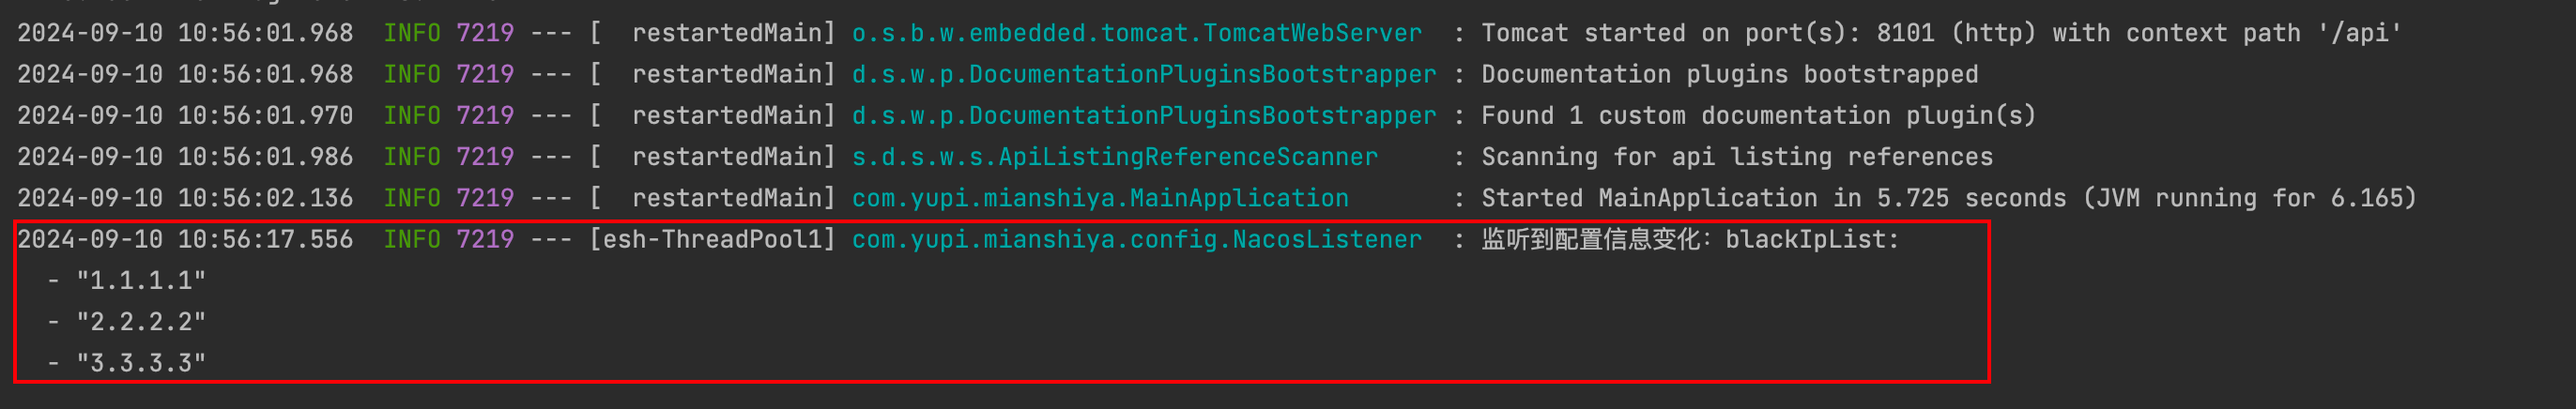 2024-09-10 10:56:01.968  INFO 7219 --- [  restartedMain] o.s.b.w.embedded.tomcat.TomcatWebServer  : Tomcat started on port(s): 8101 (http) with context path '/api'
2024-09-10 10:56:01.968  INFO 7219 --- [  restartedMain] d.s.w.p.DocumentationPluginsBootstrapper : Documentation plugins bootstrapped
2024-09-10 10:56:01.970  INFO 7219 --- [  restartedMain] d.s.w.p.DocumentationPluginsBootstrapper : Found 1 custom documentation plugin(s)
2024-09-10 10:56:01.986  INFO 7219 --- [  restartedMain] s.d.s.w.s.ApiListingReferenceScanner     : Scanning for api listing references
2024-09-10 10:56:02.136  INFO 7219 --- [  restartedMain] com.yupi.mianshiya.MainApplication       : Started MainApplication in 5.725 seconds (JVM running for 6.165)
2024-09-10 10:56:17.556  INFO 7219 --- [esh-ThreadPool1] com.yupi.mianshiya.config.NacosListener  : 监听到配置信息变化：blackIpList:
  - "1.1.1.1"
  - "2.2.2.2"
  - "3.3.3.3"